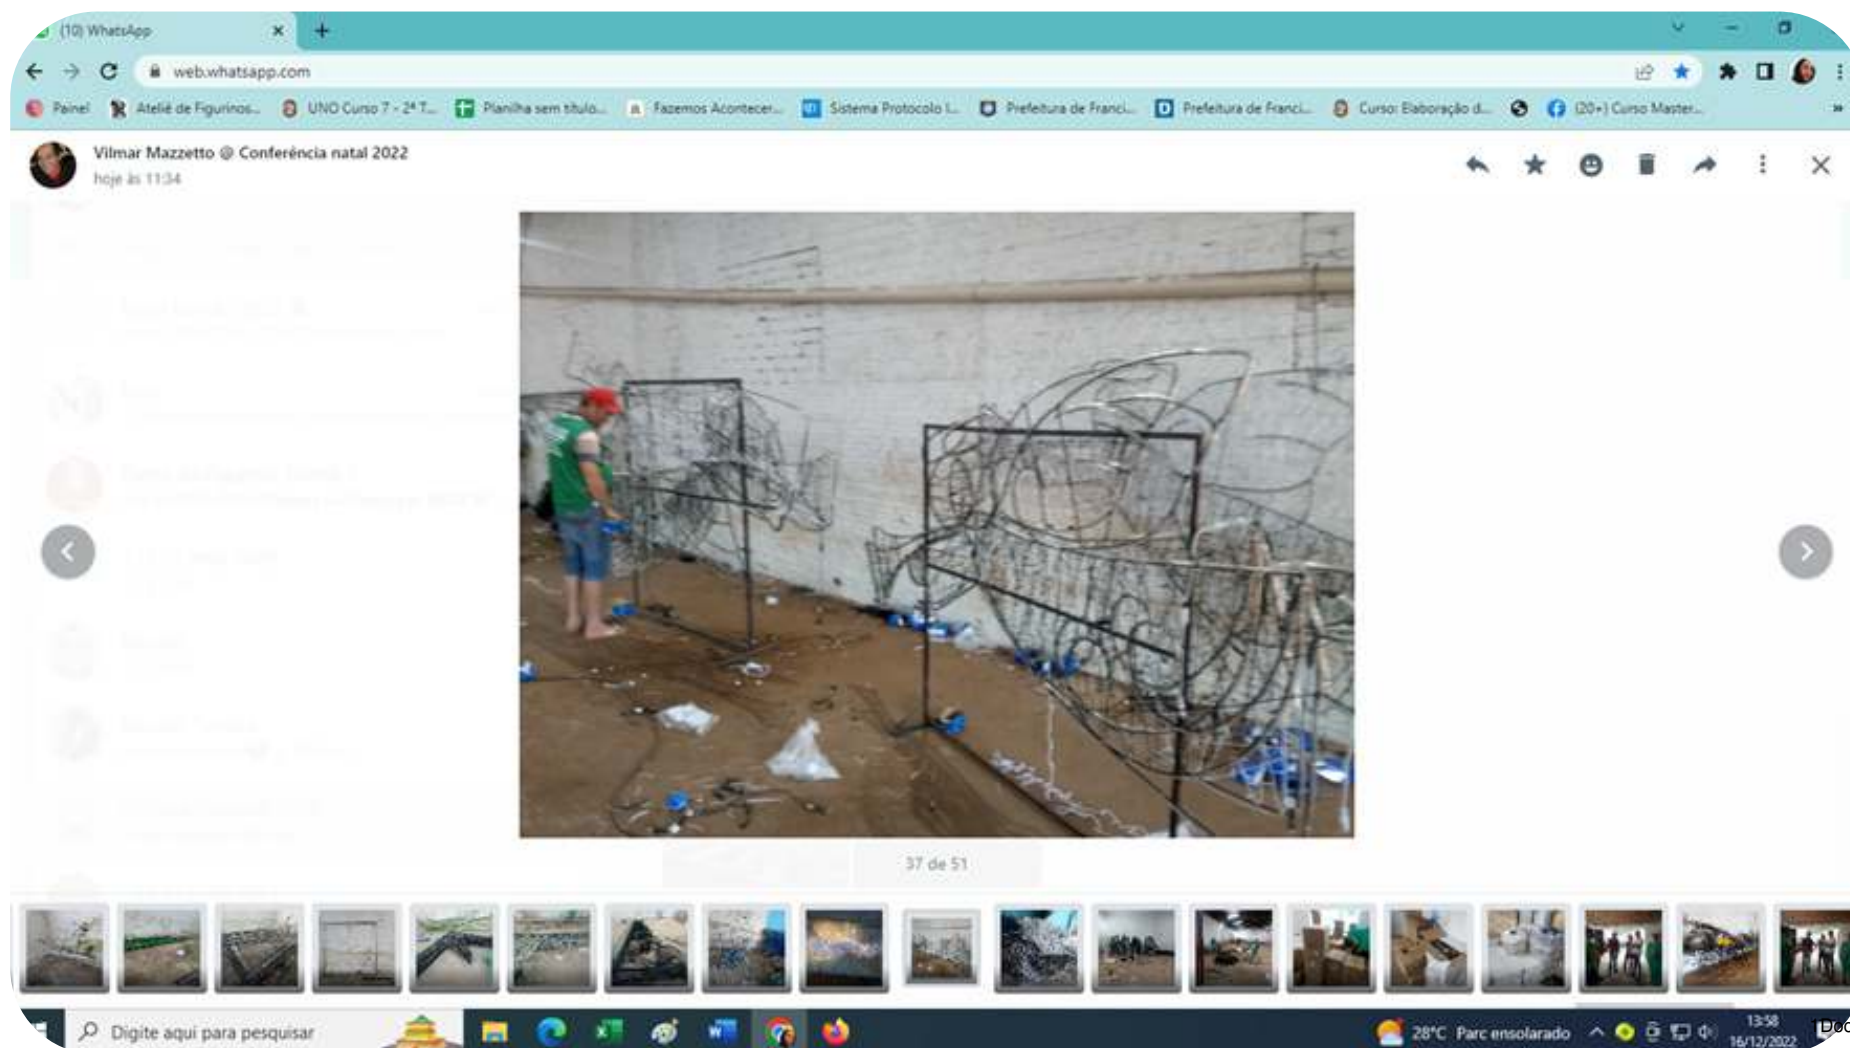 (10) WhatsApp
web.whatsapp.com
Painel
Ateliê de Figurinos...
UNO Curso 7 - 2ª T...
Planilha sem título...
Fazemos Acontecer...
Sistema Protocolo I...
Prefeitura de Franci...
Prefeitura de Franci...
Curso: Elaboração d...
(20+) Curso Master...
Vilmar Mazzetto @ Conferência natal 2022
hoje às 11:34
37 de 51
Digite aqui para pesquisar
28°C Parc ensolarado
13:58
16/12/2022